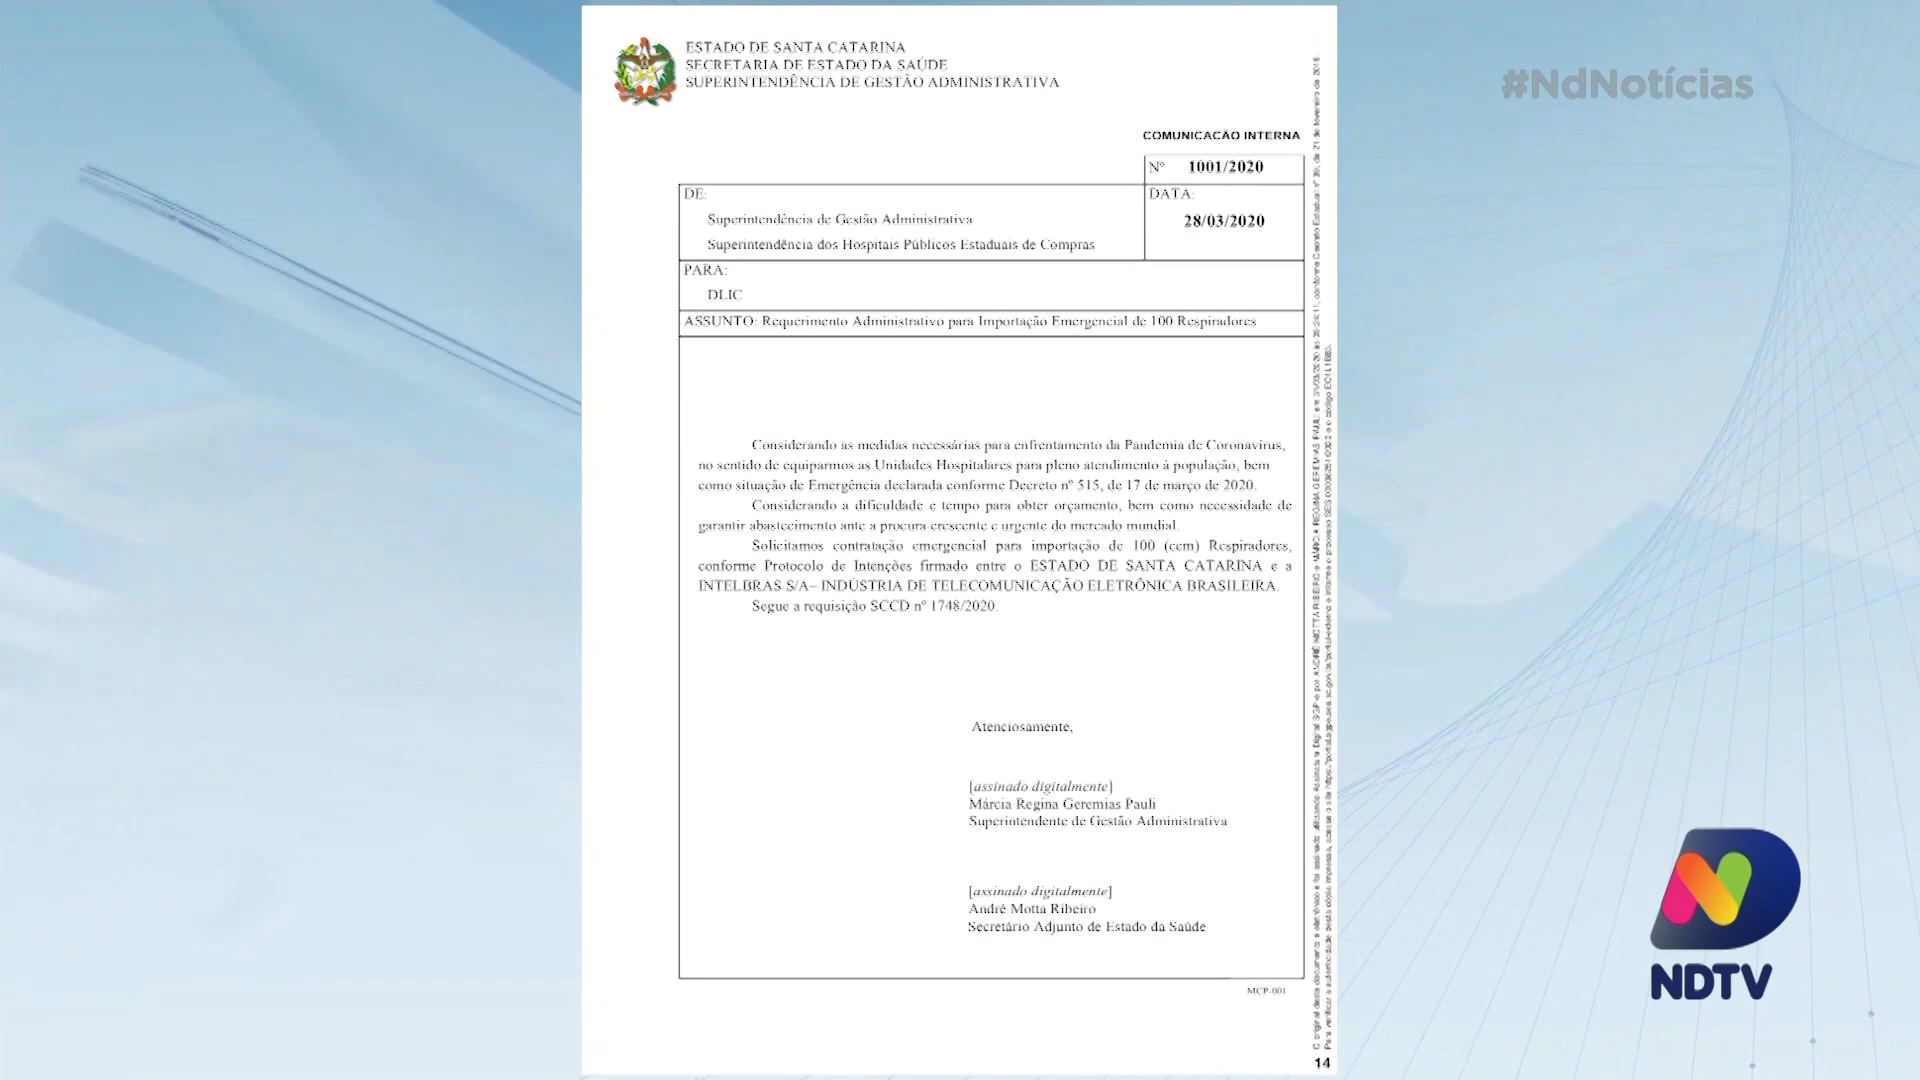 ESTADO DE SANTA CATARINA
SECRETARIA DE ESTADO DA SAÚDE
SUPERINTENDÊNCIA DE GESTÃO ADMINISTRATIVA
#NdNotícias
COMUNICAÇÃO INTERNA
Nº 1001/2020
DE:
DATA:
Superintendência de Gestão Administrativa
28/03/2020
Superintendência dos Hospitais Públicos Estaduais de Compras
PARA:
DLIC
ASSUNTO: Requerimento Administrativo para Importação Emergencial de 100 Respiradores
Considerando as medidas necessárias para enfrentamento da Pandemia de Coronavírus,
no sentido de equiparmos as Unidades Hospitalares para pleno atendimento à população, bem
como situação de Emergência declarada conforme Decreto nº 515, de 17 de março de 2020.
Considerando a dificuldade e tempo para obter orçamento, bem como necessidade de
garantir abastecimento ante a procura crescente e urgente do mercado mundial.
Solicitamos contratação emergencial para importação de 100 (cem) Respiradores,
conforme Protocolo de Intenções firmado entre o ESTADO DE SANTA CATARINA e a
INTELBRAS S/A– INDÚSTRIA DE TELECOMUNICAÇÃO ELETRÔNICA BRASILEIRA.
Segue a requisição SCCD nº 1748/2020.
Atenciosamente,
[assinado digitalmente]
Márcia Regina Geremias Pauli
Superintendente de Gestão Administrativa
[assinado digitalmente]
André Motta Ribeiro
Secretário Adjunto de Estado da Saúde
MCP-001
14
NDTV